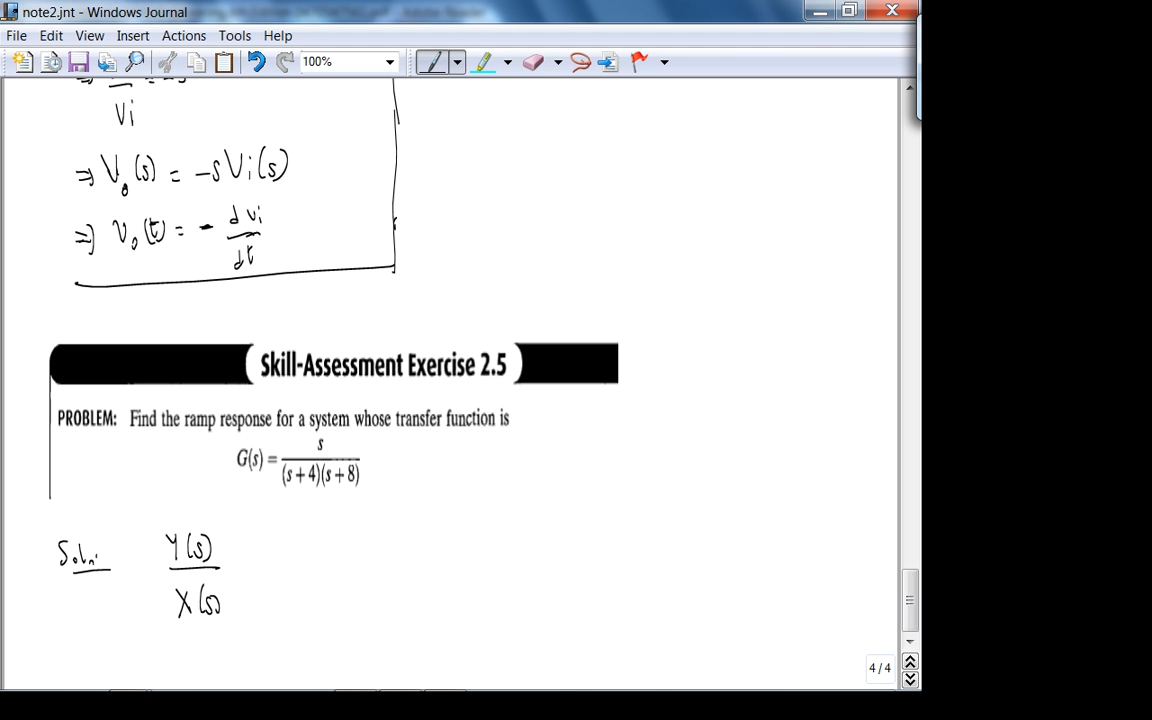 note2.jnt - Windows Journal
File Edit View Insert Actions Tools Help
100%
Vi
⇒ V₀(s) = -sVi(s)
⇒ v₀(t) = - dvi/dt
Skill-Assessment Exercise 2.5
PROBLEM: Find the ramp response for a system whose transfer function is
G(s) = s/((s+4)(s+8))
Soln: Y(s)/X(s)
4 / 4